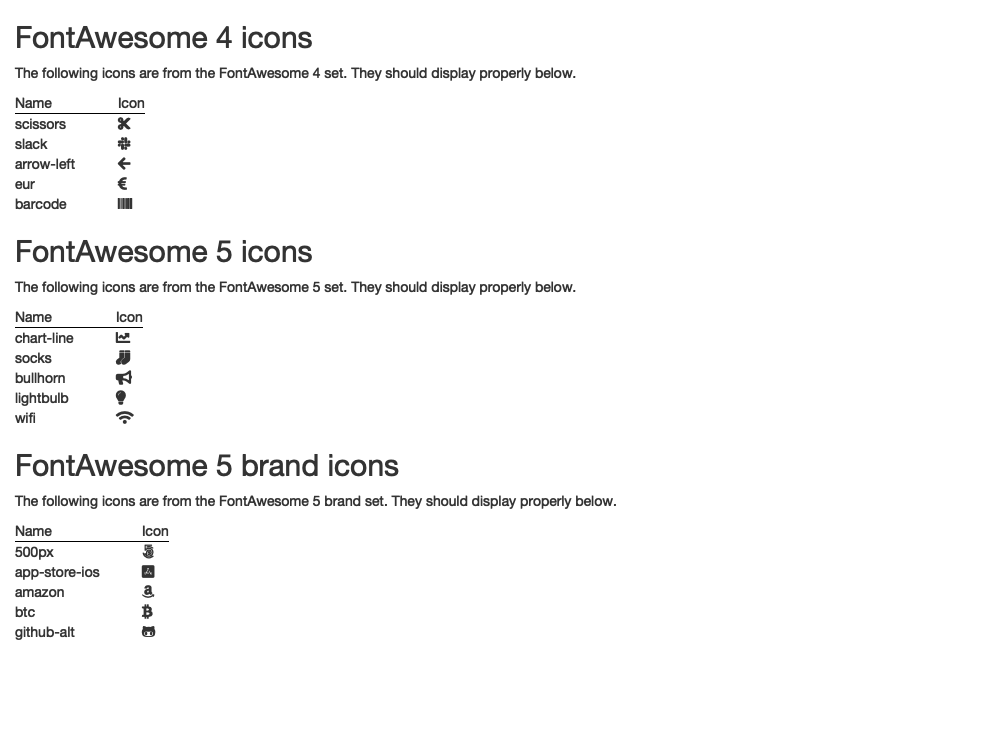 FontAwesome 4 icons
The following icons are from the FontAwesome 4 set. They should display properly below.
Name Icon
scissors
slack
arrow-left
eur
barcode
FontAwesome 5 icons
The following icons are from the FontAwesome 5 set. They should display properly below.
Name Icon
chart-line
socks
bullhorn
lightbulb
wifi
FontAwesome 5 brand icons
The following icons are from the FontAwesome 5 brand set. They should display properly below.
Name Icon
500px
app-store-ios
amazon
btc
github-alt